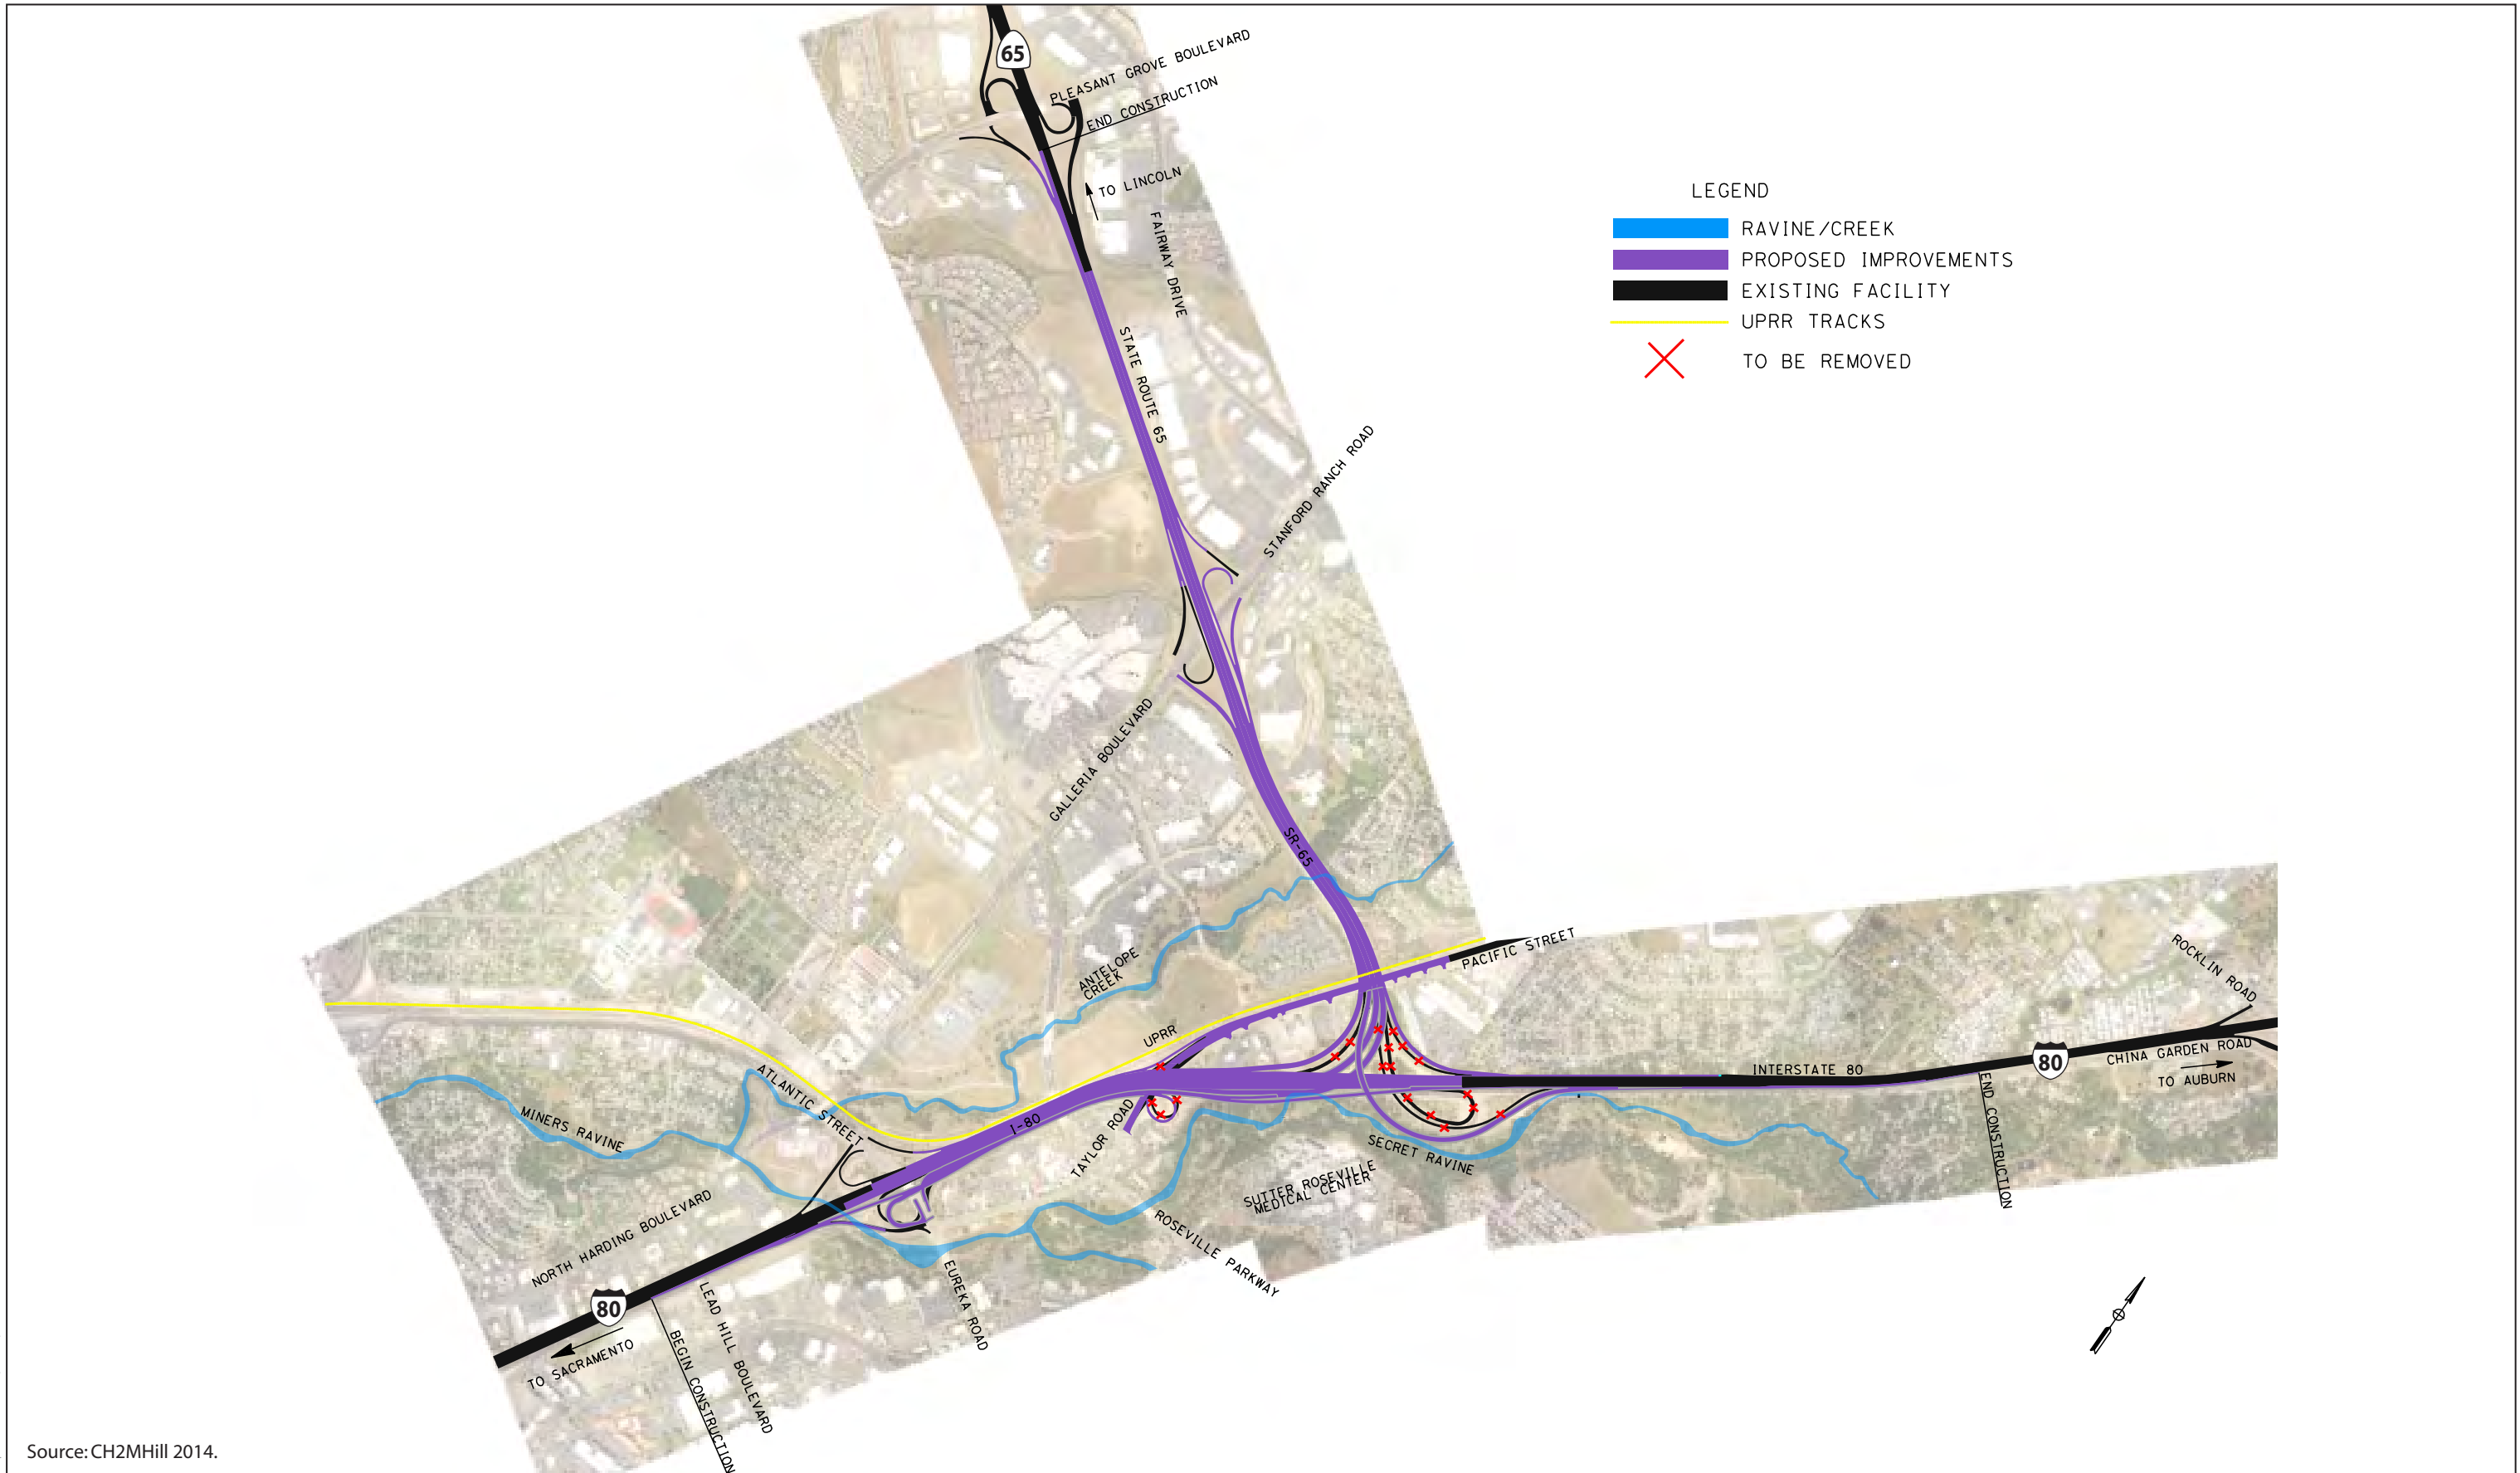 65
PLEASANT GROVE BOULEVARD
END CONSTRUCTION
TO LINCOLN
FAIRWAY DRIVE
LEGEND
RAVINE/CREEK
PROPOSED IMPROVEMENTS
EXISTING FACILITY
UPRR TRACKS
TO BE REMOVED
STATE ROUTE 65
STANFORD RANCH ROAD
GALLERIA BOULEVARD
SR-65
ANTELOPE
CREEK
PACIFIC STREET
ROCKLIN ROAD
UPRR
ATLANTIC STREET
MINERS RAVINE
I-80
TAYLOR ROAD
INTERSTATE 80
80
CHINA GARDEN ROAD
TO AUBURN
END CONSTRUCTION
SECRET RAVINE
SUTTER ROSEVILLE
MEDICAL CENTER
ROSEVILLE PARKWAY
NORTH HARDING BOULEVARD
EUREKA ROAD
80
LEAD HILL BOULEVARD
TO SACRAMENTO
BEGIN CONSTRUCTION
Source: CH2MHill 2014.